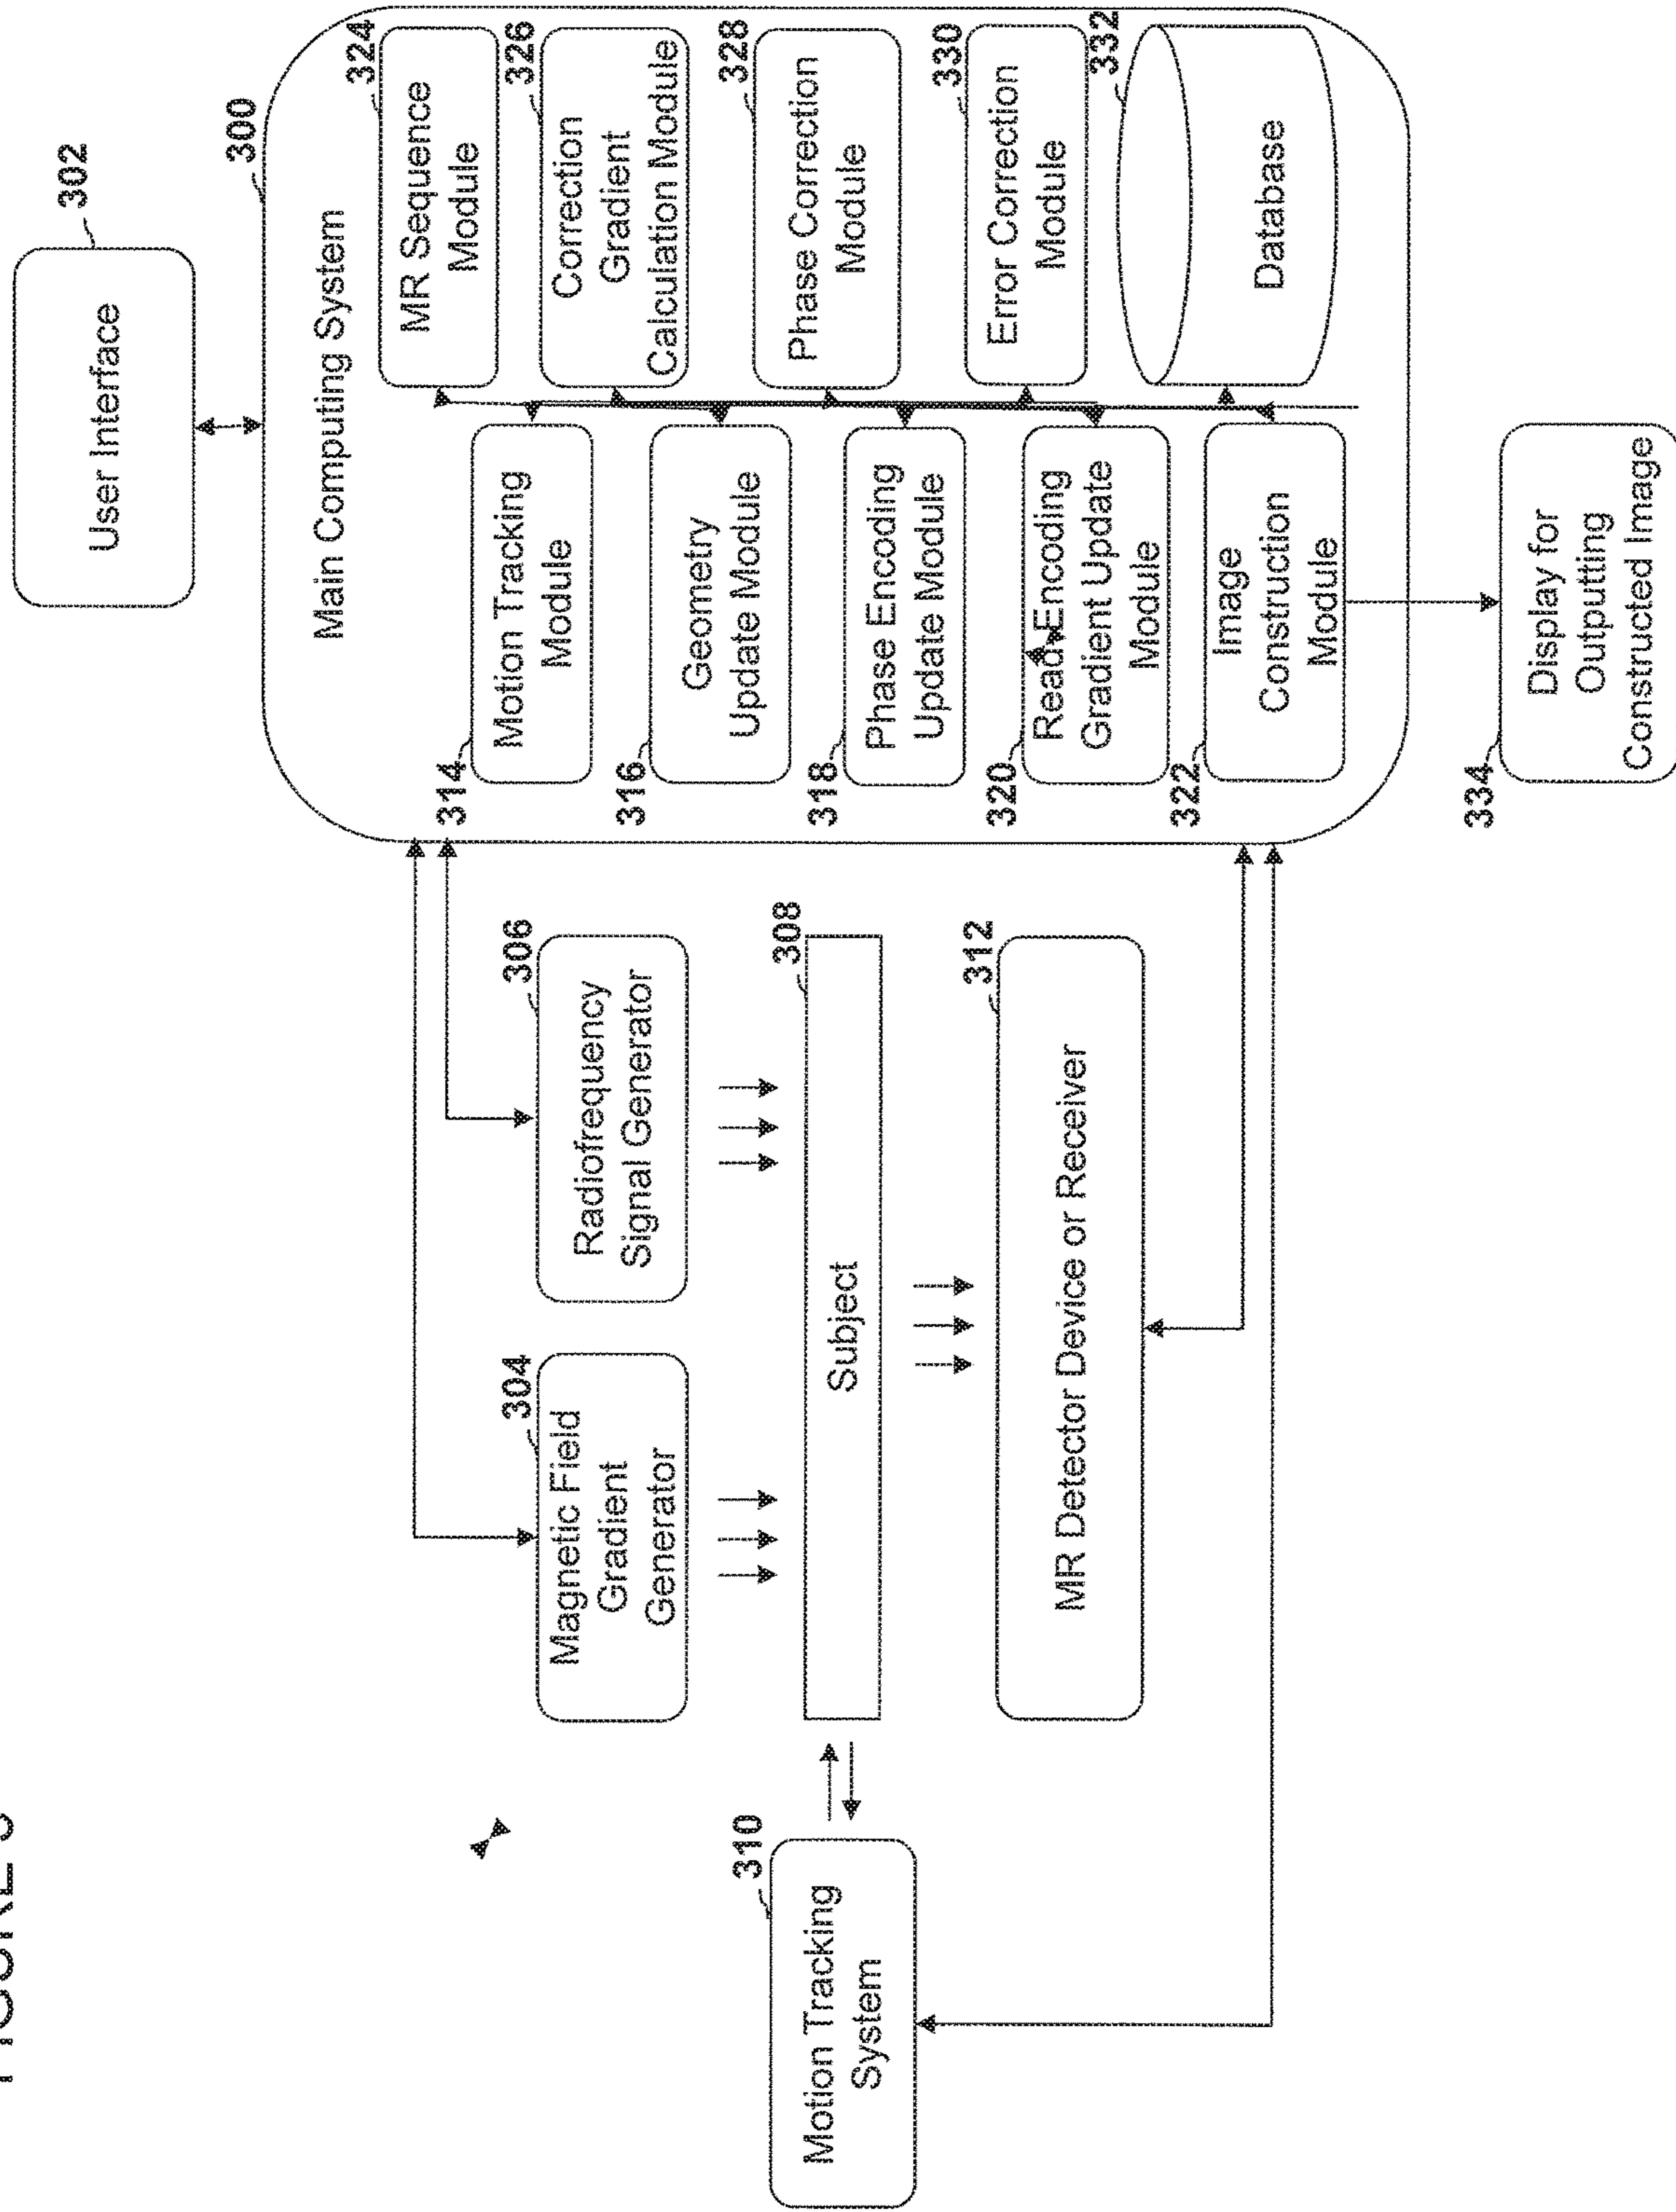 FIGURE 3
302
User Interface
300
Main Computing System
324
MR Sequence
Module
326
Correction
Gradient
Calculation Module
328
Phase Correction
Module
330
Error Correction
Module
332
Database
314
Motion Tracking
Module
316
Geometry
Update Module
318
Phase Encoding
Update Module
320
Read Encoding
Gradient Update
Module
322
Image
Construction
Module
334
Display for
Outputting
Constructed Image
304
Magnetic Field
Gradient
Generator
306
Radiofrequency
Signal Generator
308
Subject
310
Motion Tracking
System
312
MR Detector Device or Receiver